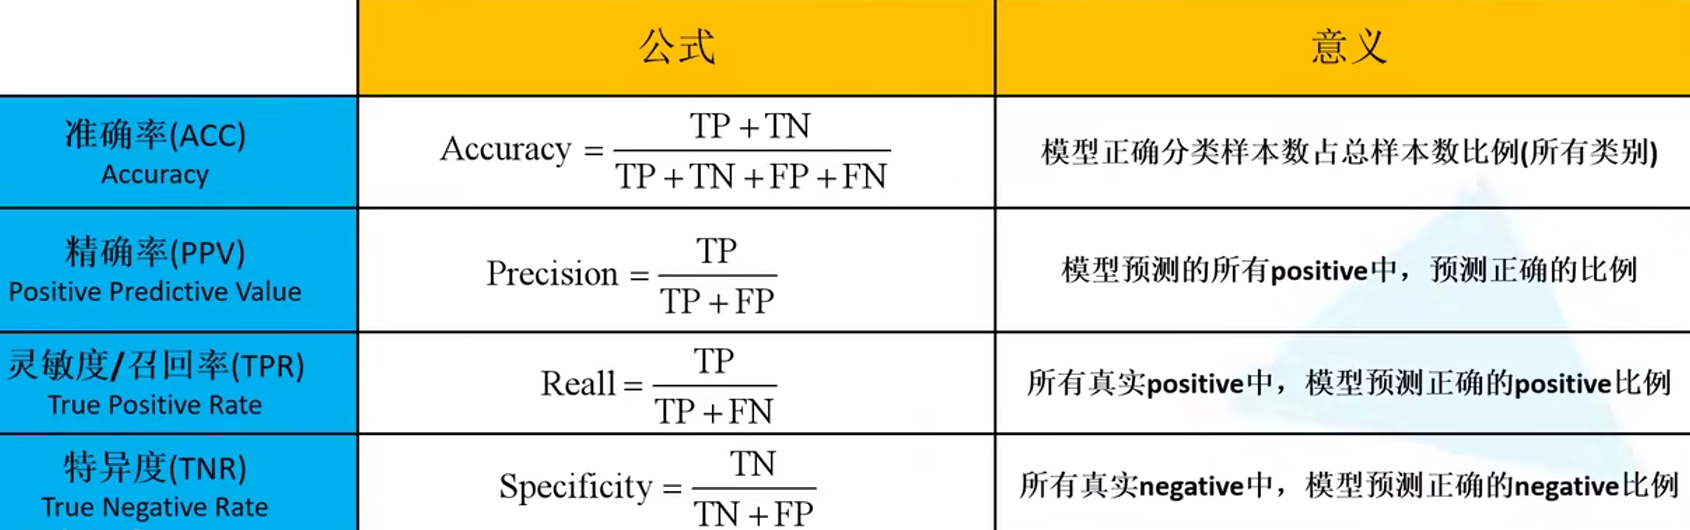 公式 意义
准确率(ACC)
Accuracy
Accuracy = TP + TN / TP + TN + FP + FN
模型正确分类样本数占总样本数比例(所有类别)
精确率(PPV)
Positive Predictive Value
Precision = TP / TP + FP
模型预测的所有positive中，预测正确的比例
灵敏度/召回率(TPR)
True Positive Rate
Reall = TP / TP + FN
所有真实positive中，模型预测正确的positive比例
特异度(TNR)
True Negative Rate
Specificity = TN / TN + FP
所有真实negative中，模型预测正确的negative比例